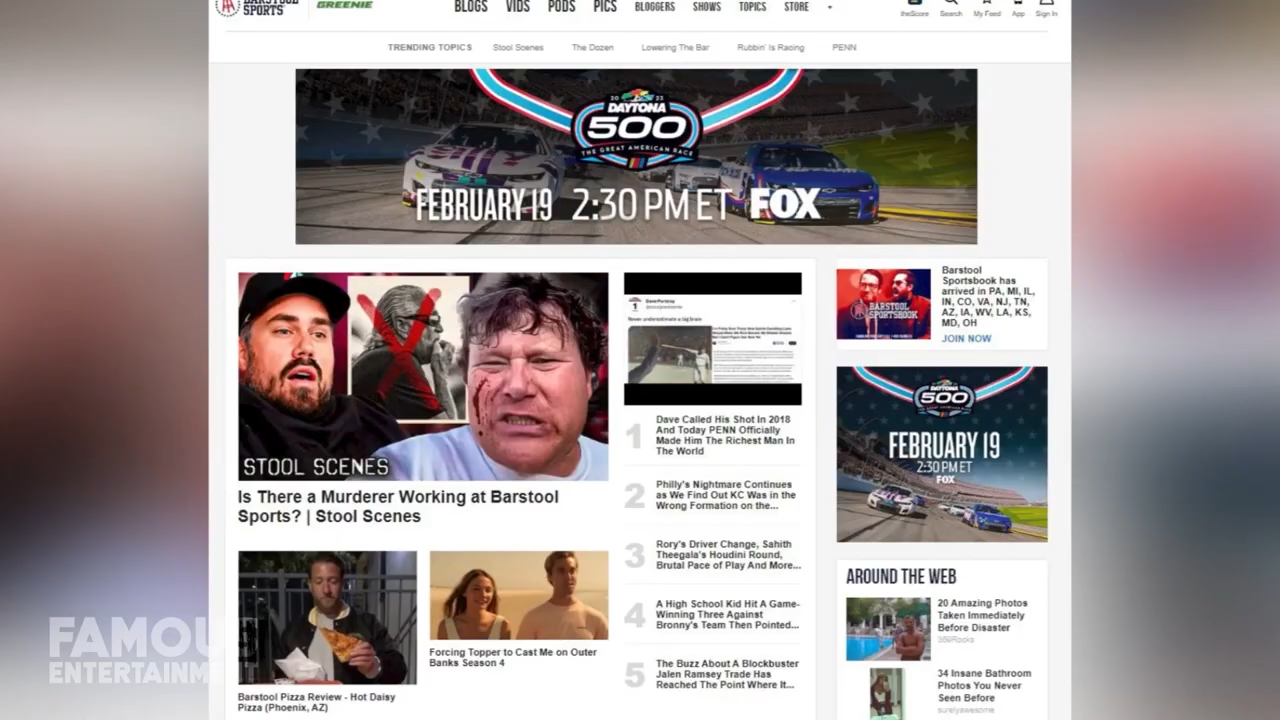 BARSTOOL
SPORTS
GREENIE
BLOGS VIDS PODS PICS BLOGGERS SHOWS TOPICS STORE
theScore Search My Feed App Sign In
TRENDING TOPICS Stool Scenes The Dozen Lowering The Bar Rubbin' Is Racing PENN
2023
DAYTONA
500
THE GREAT AMERICAN RACE
FEBRUARY 19 2:30 PM ET FOX
STOOL SCENES
Is There a Murderer Working at Barstool
Sports? | Stool Scenes
Barstool Pizza Review - Hot Daisy
Pizza (Phoenix, AZ)
Forcing Topper to Cast Me on Outer
Banks Season 4
Never underestimate a big brain
1
Dave Called His Shot In 2018
And Today PENN Officially
Made Him The Richest Man In
The World
2
Philly's Nightmare Continues
as We Find Out KC Was in the
Wrong Formation on the...
3
Rory's Driver Change, Sahith
Theegala's Houdini Round,
Brutal Pace of Play And More...
4
A High School Kid Hit A Game-
Winning Three Against
Bronny's Team Then Pointed...
5
The Buzz About A Blockbuster
Jalen Ramsey Trade Has
Reached The Point Where It...
BARSTOOL
SPORTSBOOK
Barstool
Sportsbook has
arrived in PA, MI, IL,
IN, CO, VA, NJ, TN,
AZ, IA, WV, LA, KS,
MD, OH
JOIN NOW
DAYTONA
500
FEBRUARY 19
2:30 PM ET
FOX
AROUND THE WEB
20 Amazing Photos
Taken Immediately
Before Disaster
359Rocks
34 Insane Bathroom
Photos You Never
Seen Before
surelyawesome
FAMOUS
ENTERTAINMENT